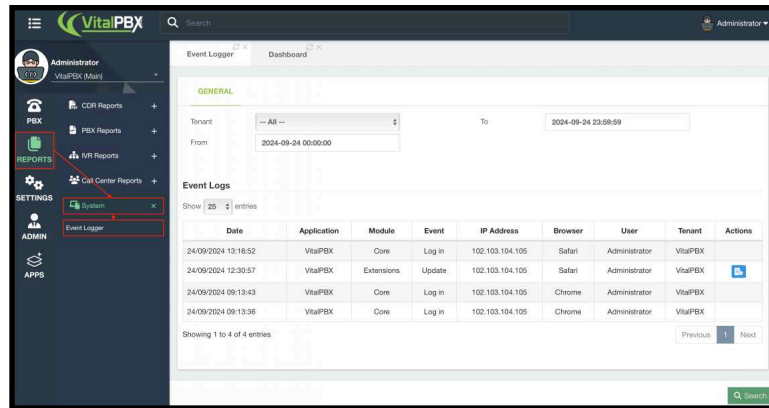 VitalPBX
Search
Administrator
Administrator
VitalPBX (Main)
PBX
REPORTS
SETTINGS
ADMIN
APPS
CDR Reports +
PBX Reports +
IVR Reports +
Call Center Reports +
System ×
Event Logger
Event Logger
Dashboard
GENERAL
Tenant -- All -- To 2024-09-24 23:59:59
From 2024-09-24 00:00:00
Event Logs
Show 25 entries
Date Application Module Event IP Address Browser User Tenant Actions
24/09/2024 13:16:52 VitalPBX Core Log in 102.103.104.105 Safari Administrator VitalPBX
24/09/2024 12:30:57 VitalPBX Extensions Update 102.103.104.105 Safari Administrator VitalPBX
24/09/2024 09:13:43 VitalPBX Core Log in 102.103.104.105 Chrome Administrator VitalPBX
24/09/2024 09:13:36 VitalPBX Core Log in 102.103.104.105 Chrome Administrator VitalPBX
Showing 1 to 4 of 4 entries
Previous 1 Next
Search